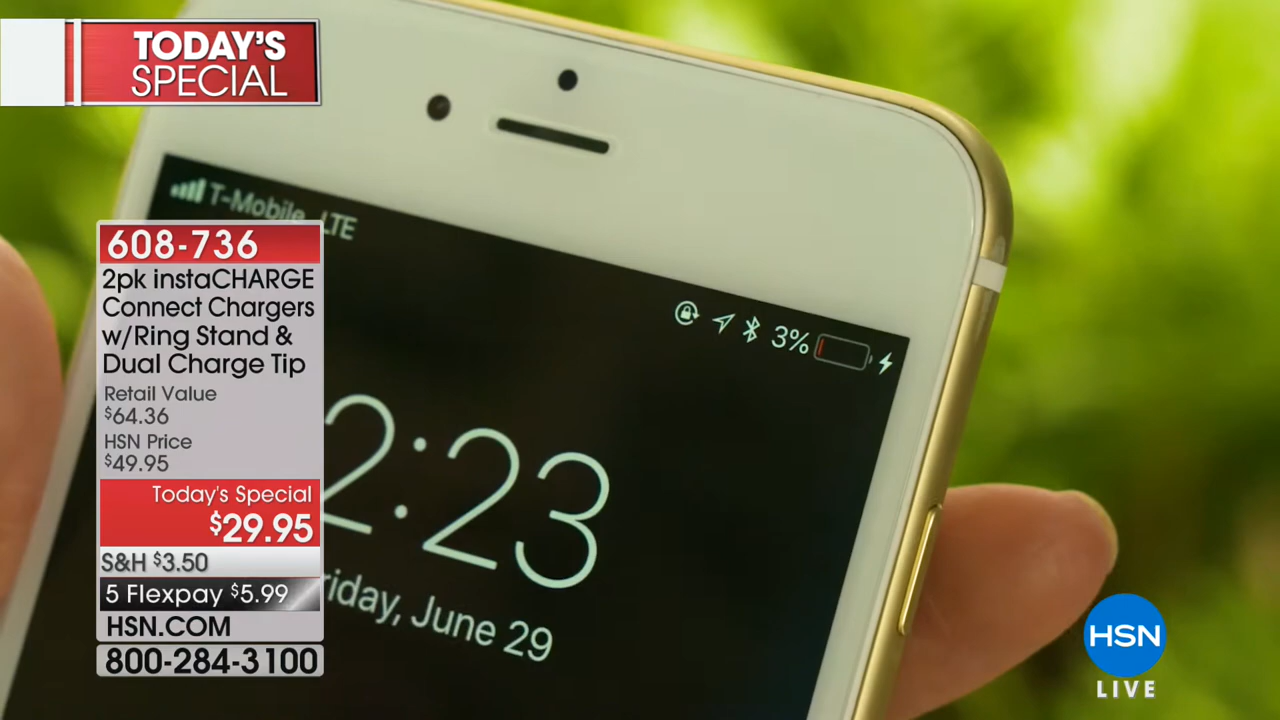 TODAY'S
SPECIAL
T-Mobile LTE
3%
2:23
riday, June 29
608-736
2pk instaCHARGE
Connect Chargers
w/Ring Stand &
Dual Charge Tip
Retail Value
$64.36
HSN Price
$49.95
Today's Special
$29.95
S&H $3.50
5 Flexpay $5.99
HSN.COM
800-284-3100
HSN
LIVE